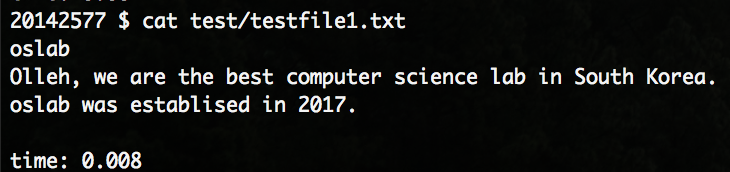 20142577 $ cat test/testfile1.txt
oslab
Olleh, we are the best computer science lab in South Korea.
oslab was establised in 2017.
time: 0.008